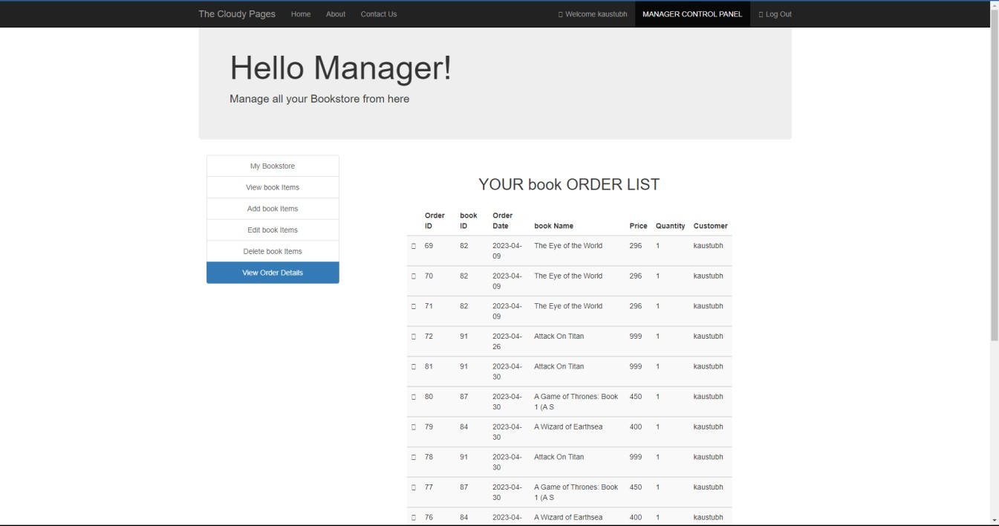 The Cloudy Pages Home About Contact Us Welcome kaustubh MANAGER CONTROL PANEL Log Out
Hello Manager!
Manage all your Bookstore from here
My Bookstore
View book Items
Add book Items
Edit book Items
Delete book Items
View Order Details
YOUR book ORDER LIST
Order ID book ID Order Date book Name Price Quantity Customer
69 82 2023-04-09 The Eye of the World 296 1 kaustubh
70 82 2023-04-09 The Eye of the World 296 1 kaustubh
71 82 2023-04-09 The Eye of the World 296 1 kaustubh
72 91 2023-04-26 Attack On Titan 999 1 kaustubh
81 91 2023-04-30 Attack On Titan 999 1 kaustubh
80 87 2023-04-30 A Game of Thrones: Book 1 (A S 450 1 kaustubh
79 84 2023-04-30 A Wizard of Earthsea 400 1 kaustubh
78 91 2023-04-30 Attack On Titan 999 1 kaustubh
77 87 2023-04-30 A Game of Thrones: Book 1 (A S 450 1 kaustubh
76 84 2023-04- A Wizard of Earthsea 400 1 kaustubh